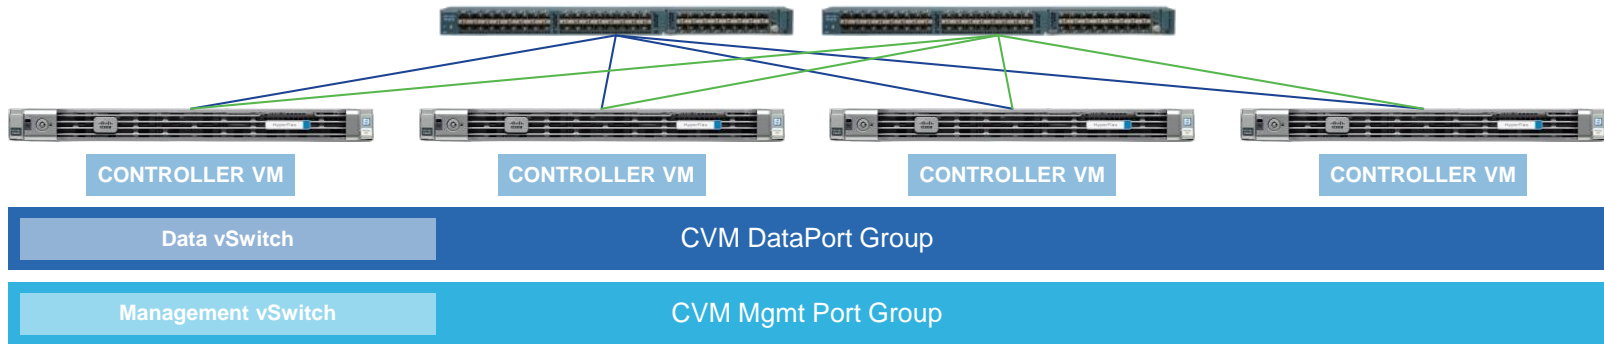 CONTROLLER VM CONTROLLER VM CONTROLLER VM CONTROLLER VM
Data vSwitch CVM DataPort Group
Management vSwitch CVM Mgmt Port Group